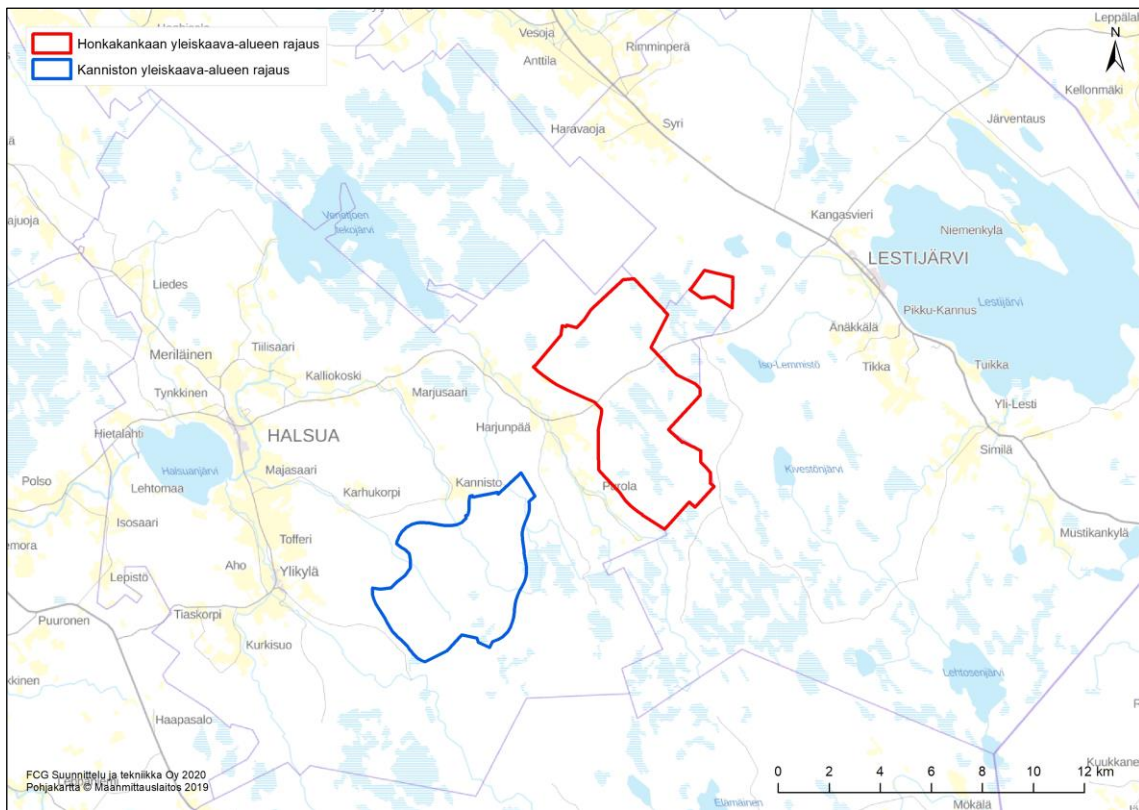 Honkakankaan yleiskaava-alueen rajaus
Kanniston yleiskaava-alueen rajaus
Vesoja
Anttila
Rimminperä
N
Kellonmäki
Järventaus
Haravaoja
Syri
Kangasvieri
Niemenkylä
LESTIJÄRVI
Lestijärvi
Pikku-Kannus
Änäkkälä
Tikka
Tuikka
Iso-Lemmistö
Yli-Lesti
Similä
Kivestönjärvi
Mustikankylä
Lehtosenjärvi
Liedes
Meriläinen
Tiilisaari
Kalliokoski
Tynkkinen
Marjusaari
Harjunpää
Hietalahti
HALSUA
Halsuanjärvi
Majasaari
Polso
Lehtomaa
Karhukorpi
Kannisto
Isosaari
Tofferi
Aho
Ylikylä
Lepistö
Puuronen
Tiaskorpi
Kurkisuo
Haapasalo
FCG Suunnittelu ja tekniikka Oy 2020
Pohjakartta © Maanmittauslaitos 2019
0 2 4 6 8 10 12 km
Mökälä